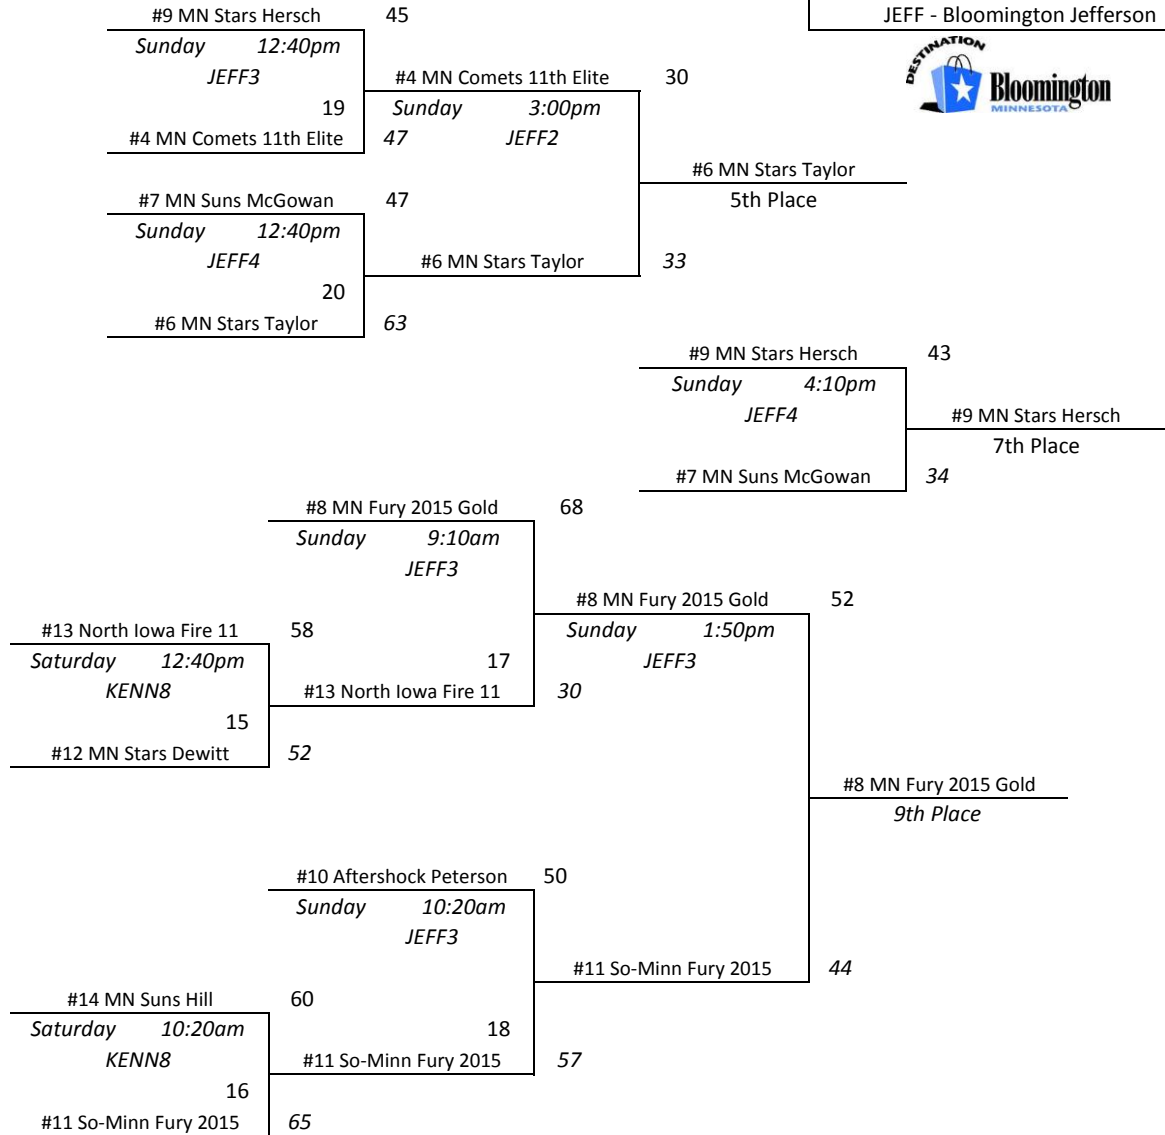 #9 MN Stars Hersch 45
JEFF - Bloomington Jefferson
Sunday 12:40pm
JEFF3
DESTINATION
Bloomington
MINNESOTA
#4 MN Comets 11th Elite 30
19
Sunday 3:00pm
#4 MN Comets 11th Elite 47
JEFF2
#6 MN Stars Taylor
5th Place
#7 MN Suns McGowan 47
Sunday 12:40pm
JEFF4
#6 MN Stars Taylor 33
20
#6 MN Stars Taylor 63
#9 MN Stars Hersch 43
Sunday 4:10pm
JEFF4
#9 MN Stars Hersch
7th Place
#7 MN Suns McGowan 34
#8 MN Fury 2015 Gold 68
Sunday 9:10am
JEFF3
#8 MN Fury 2015 Gold 52
#13 North Iowa Fire 11 58
Sunday 1:50pm
Saturday 12:40pm
17
JEFF3
KENN8
#13 North Iowa Fire 11 30
15
#12 MN Stars Dewitt 52
#8 MN Fury 2015 Gold
9th Place
#10 Aftershock Peterson 50
Sunday 10:20am
JEFF3
#11 So-Minn Fury 2015 44
#14 MN Suns Hill 60
Saturday 10:20am
18
KENN8
#11 So-Minn Fury 2015 57
16
#11 So-Minn Fury 2015 65